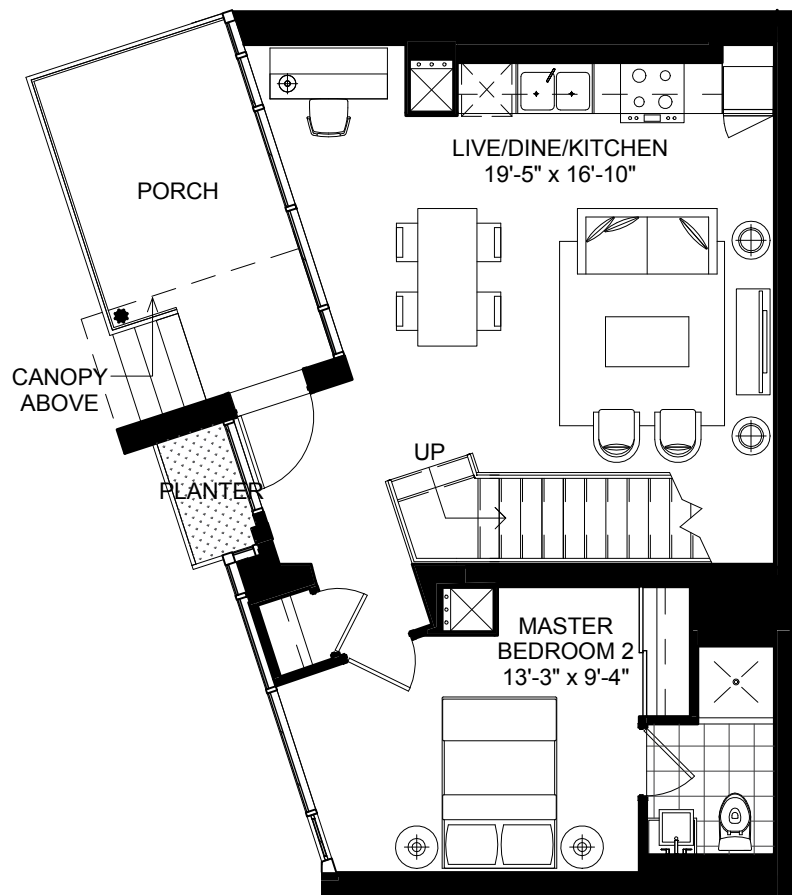 LIVE/DINE/KITCHEN
19'-5" x 16'-10"
PORCH
CANOPY
ABOVE
UP
PLANTER
MASTER
BEDROOM 2
13'-3" x 9'-4"